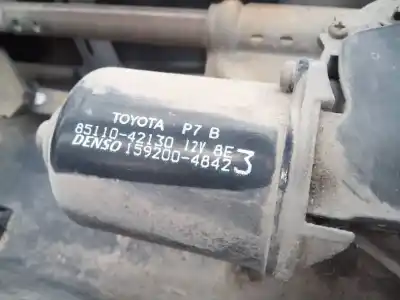 TOYOTA P7 B
85110-42130 12V 8E
DENSO 159200-4842 3